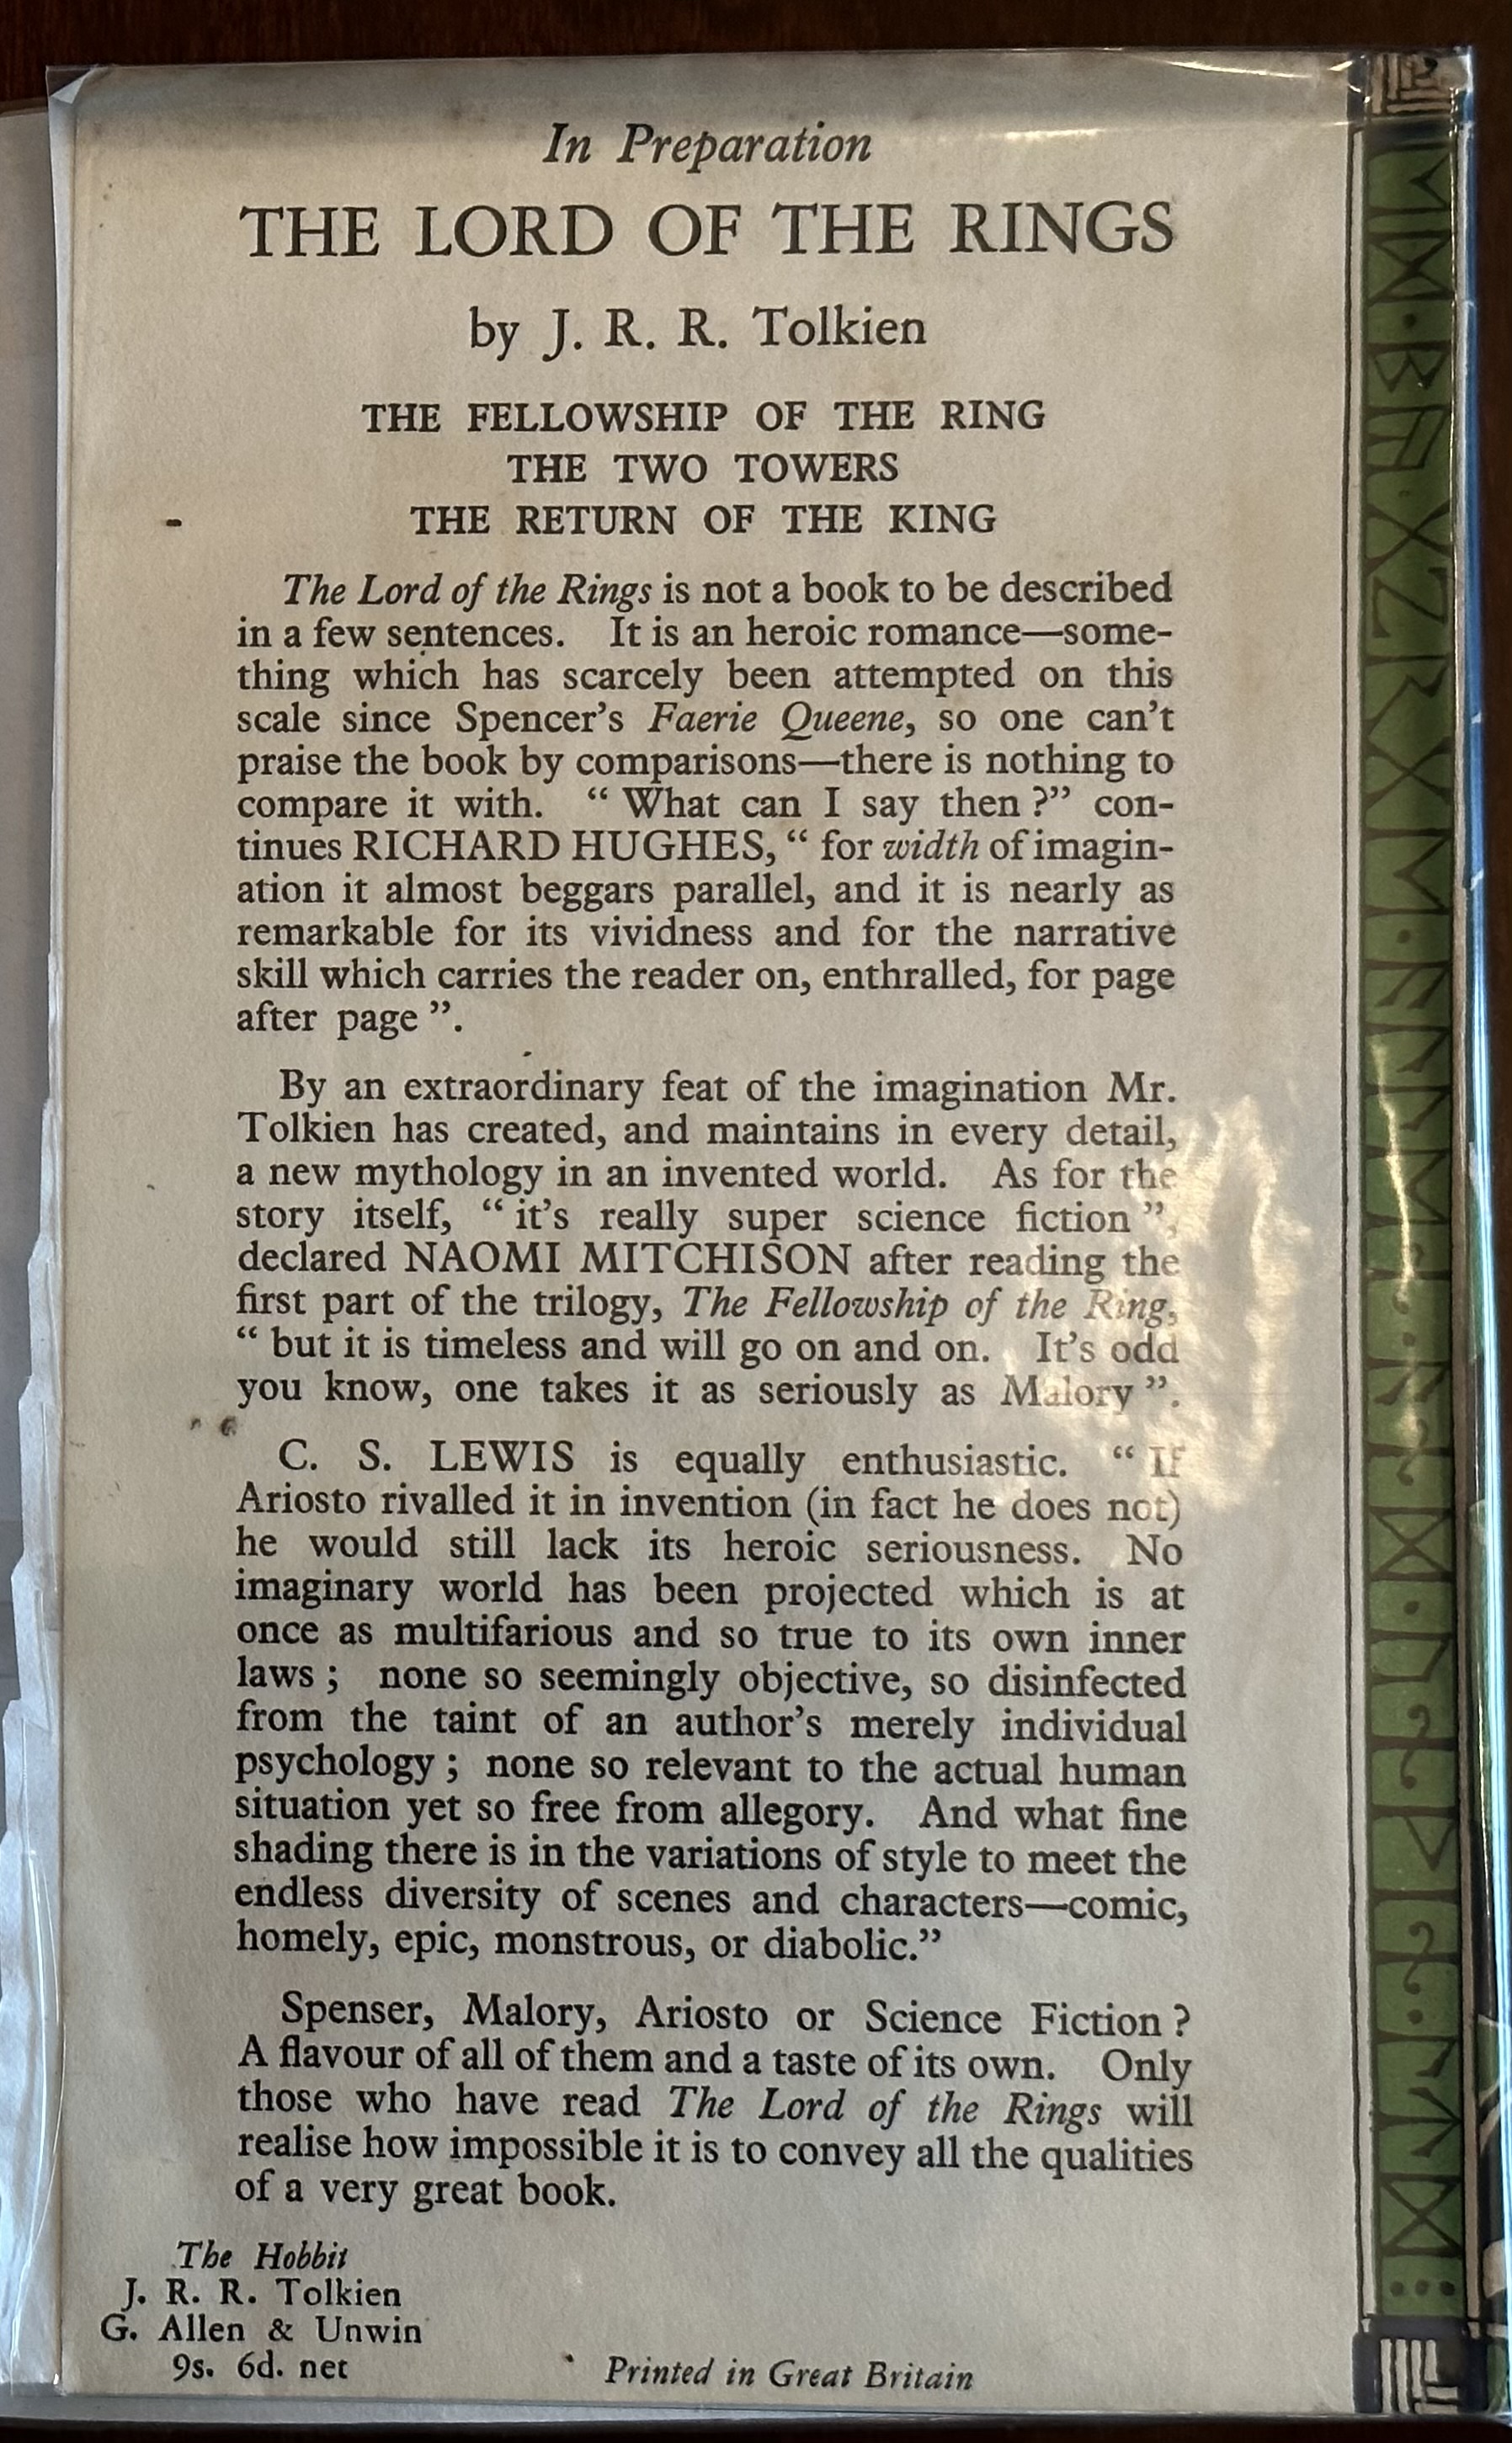 In Preparation
THE LORD OF THE RINGS
by J. R. R. Tolkien
THE FELLOWSHIP OF THE RING
THE TWO TOWERS
THE RETURN OF THE KING
The Lord of the Rings is not a book to be described
in a few sentences. It is an heroic romance—some-
thing which has scarcely been attempted on this
scale since Spencer's Faerie Queene, so one can't
praise the book by comparisons—there is nothing to
compare it with. “ What can I say then ?” con-
tinues RICHARD HUGHES, “ for width of imagin-
ation it almost beggars parallel, and it is nearly as
remarkable for its vividness and for the narrative
skill which carries the reader on, enthralled, for page
after page ”.
By an extraordinary feat of the imagination Mr.
Tolkien has created, and maintains in every detail,
a new mythology in an invented world. As for the
story itself, “ it's really super science fiction ”,
declared NAOMI MITCHISON after reading the
first part of the trilogy, The Fellowship of the Ring,
“ but it is timeless and will go on and on. It's odd
you know, one takes it as seriously as Malory ”.
C. S. LEWIS is equally enthusiastic. “ If
Ariosto rivalled it in invention (in fact he does not)
he would still lack its heroic seriousness. No
imaginary world has been projected which is at
once as multifarious and so true to its own inner
laws ; none so seemingly objective, so disinfected
from the taint of an author's merely individual
psychology ; none so relevant to the actual human
situation yet so free from allegory. And what fine
shading there is in the variations of style to meet the
endless diversity of scenes and characters—comic,
homely, epic, monstrous, or diabolic.”
Spenser, Malory, Ariosto or Science Fiction ?
A flavour of all of them and a taste of its own. Only
those who have read The Lord of the Rings will
realise how impossible it is to convey all the qualities
of a very great book.
The Hobbit
J. R. R. Tolkien
G. Allen & Unwin
9s. 6d. net
Printed in Great Britain